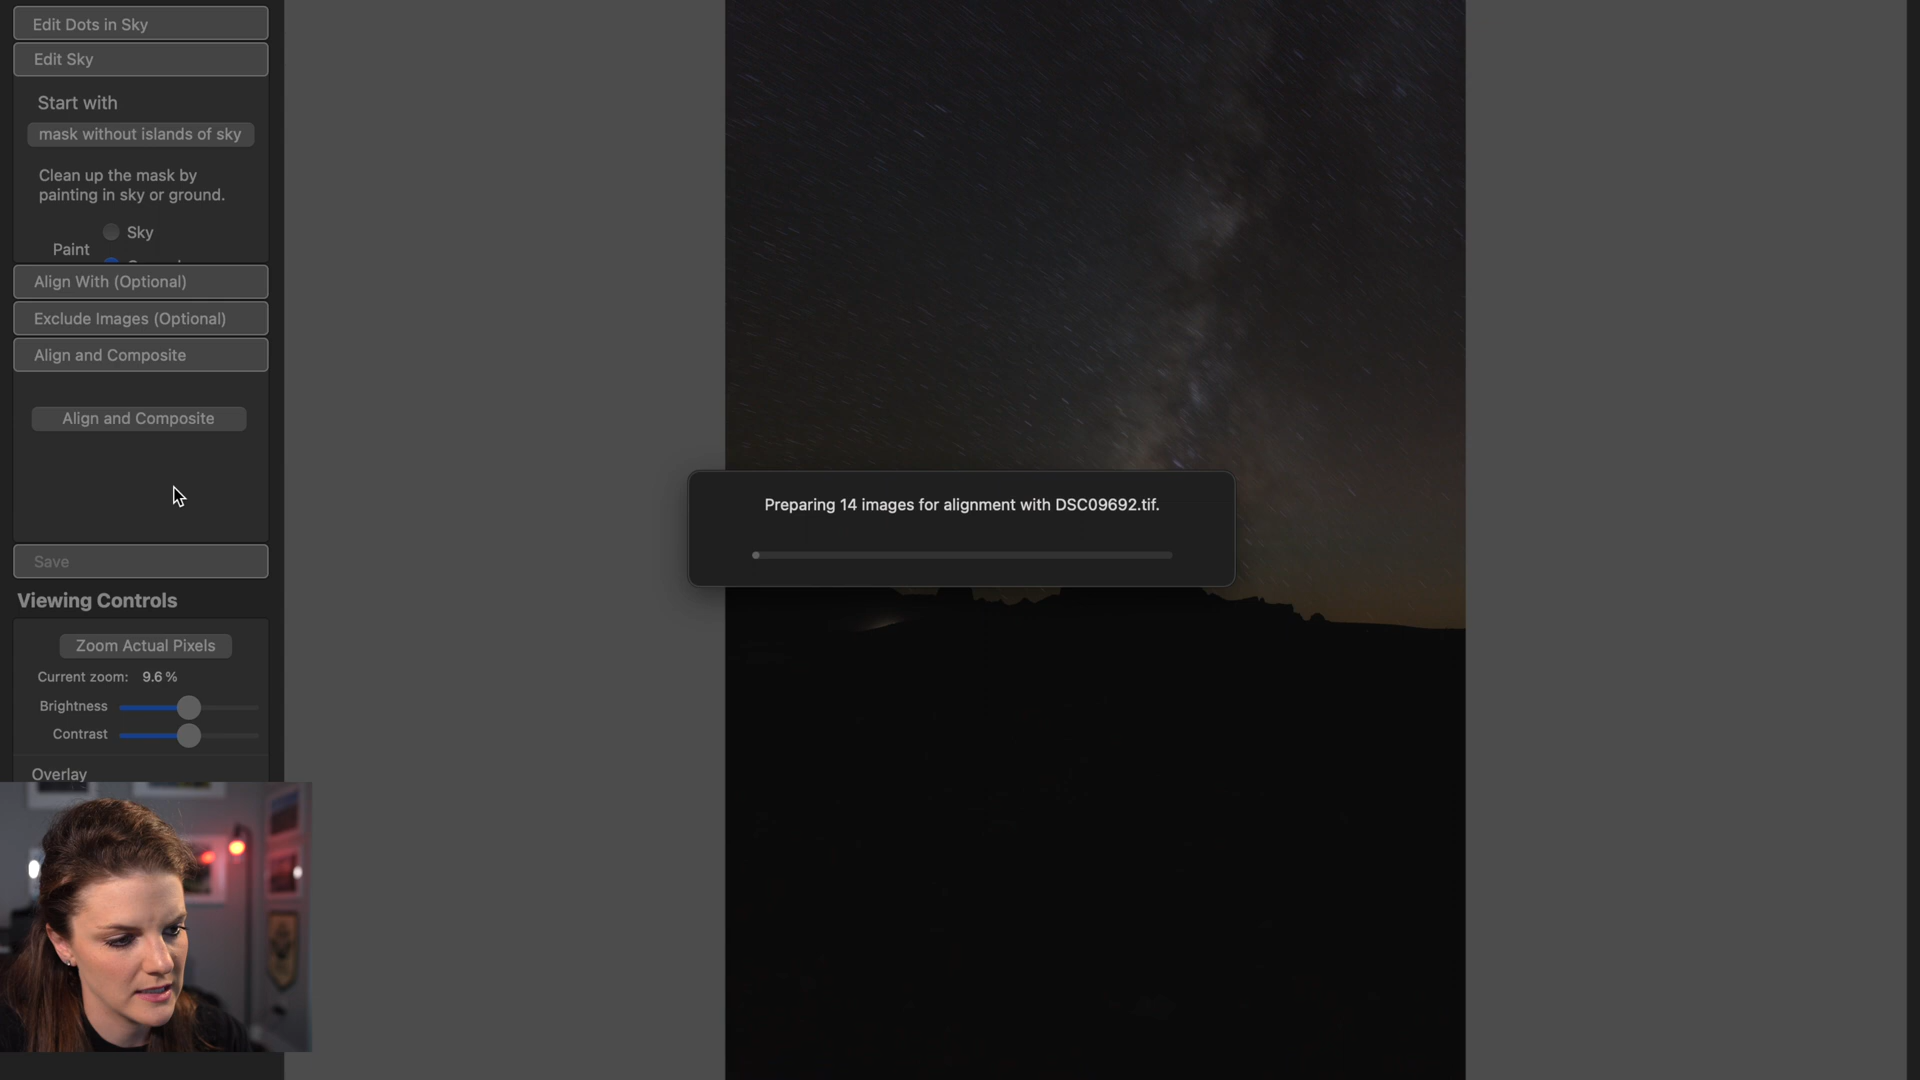 Edit Dots in Sky
Edit Sky
Start with
mask without islands of sky
Clean up the mask by
painting in sky or ground.
Sky
Paint
Align With (Optional)
Exclude Images (Optional)
Align and Composite
Align and Composite
Preparing 14 images for alignment with DSC09692.tif.
Save
Viewing Controls
Zoom Actual Pixels
Current zoom: 9.6 %
Brightness
Contrast
Overlay